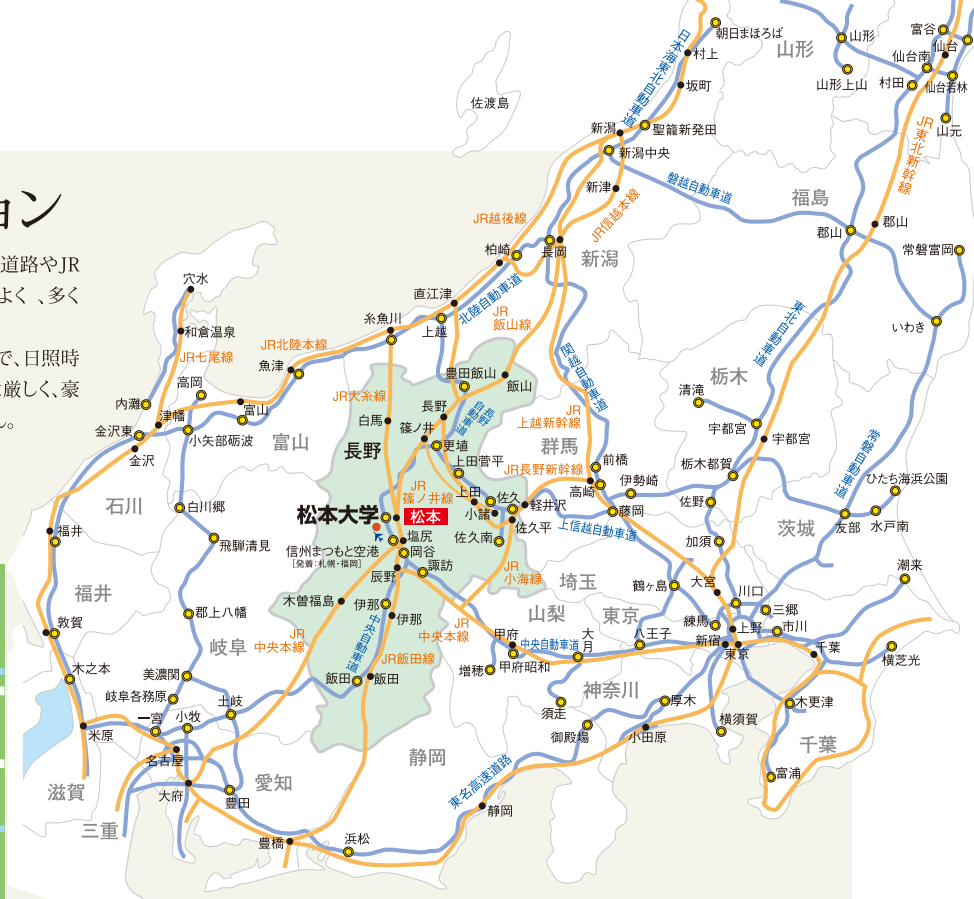 ョン
道路やJR
よく、多く
で、日照時
は厳しく、豪
ん。
佐渡島
日本海東北自動車道
朝日まほろば
村上
坂町
山形
山形
山形上山
富谷
仙台
仙台南
村田
仙台若林
山元
JR東北新幹線
新潟
聖籠新発田
新潟中央
新津
磐越自動車道
JR越後線
JR信越本線
福島
郡山
郡山
常磐富岡
柏崎
長岡
新潟
穴水
和倉温泉
JR七尾線
直江津
北陸自動車道
JR
飯山線
糸魚川
上越
JR北陸本線
魚津
東北自動車道
いわき
関越自動車道
高岡
内灘
津幡
富山
金沢東
小矢部砺波
金沢
富山
JR大糸線
豊田飯山
飯山
長野
長野自動車道
白馬
篠ノ井
更埴
長野
上田菅平
JR
上越新幹線
群馬
栃木
清滝
宇都宮
宇都宮
常磐自動車道
JR長野新幹線
前橋
高崎
伊勢崎
栃木都賀
佐野
ひたち海浜公園
石川
白川郷
JR
篠ノ井線
上田
佐久
小諸
軽井沢
佐久平
藤岡
上信越自動車道
友部
水戸南
茨城
松本大学
松本
福井
飛騨清見
信州まつもと空港
［発着：札幌・福岡］
塩尻
岡谷
佐久南
加須
諏訪
辰野
JR
小海線
埼玉
鶴ヶ島
大宮
川口
潮来
福井
木曽福島
伊那
伊那
山梨
東京
三郷
郡上八幡
敦賀
JR
中央本線
中央自動車道
JR
中央本線
甲府
中央自動車道
大月
八王子
練馬
新宿
上野
市川
東京
千葉
横芝光
岐阜
木之本
美濃関
JR飯田線
飯田
飯田
増穂
甲府昭和
神奈川
岐阜各務原
土岐
須走
厚木
木更津
一宮
小牧
米原
御殿場
小田原
横須賀
千葉
名古屋
静岡
愛知
東名高速道路
富浦
滋賀
大府
豊田
静岡
三重
豊橋
浜松